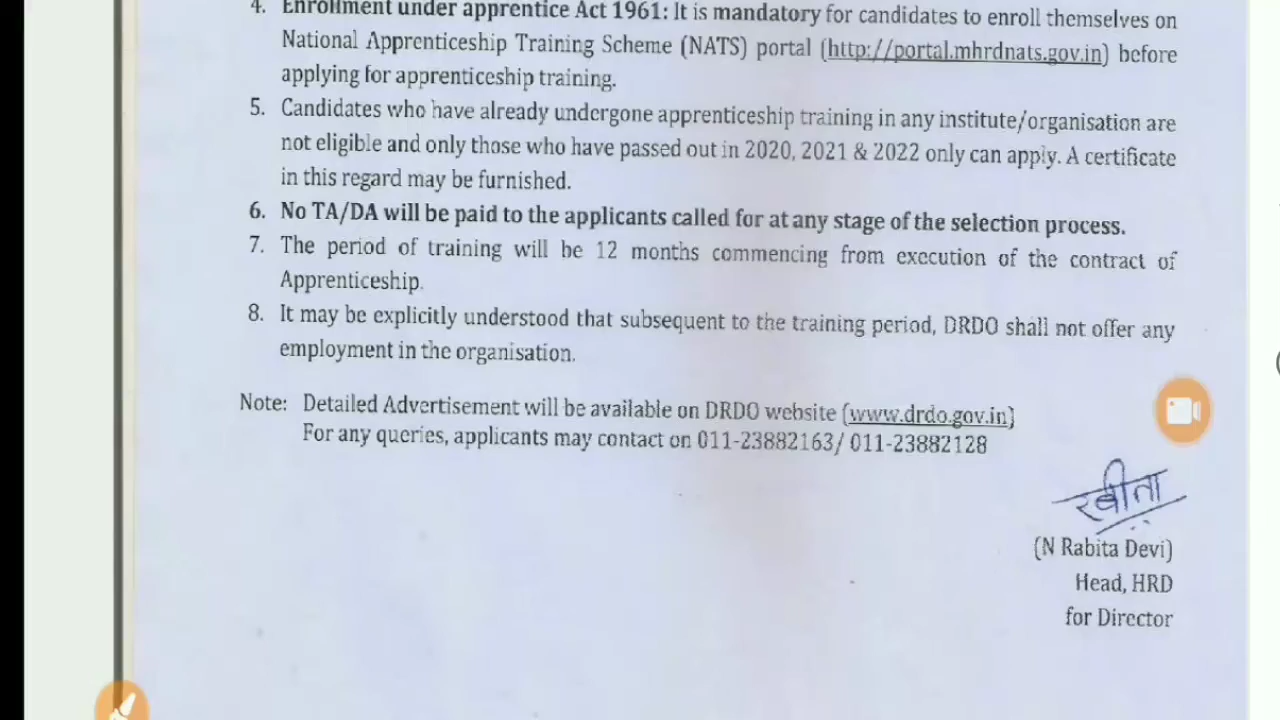 4. Enrollment under apprentice Act 1961: It is mandatory for candidates to enroll themselves on
National Apprenticeship Training Scheme (NATS) portal (http://portal.mhrdnats.gov.in) before
applying for apprenticeship training.
5. Candidates who have already undergone apprenticeship training in any institute/organisation are
not eligible and only those who have passed out in 2020, 2021 & 2022 only can apply. A certificate
in this regard may be furnished.
6. No TA/DA will be paid to the applicants called for at any stage of the selection process.
7. The period of training will be 12 months commencing from execution of the contract of
Apprenticeship.
8. It may be explicitly understood that subsequent to the training period, DRDO shall not offer any
employment in the organisation.
Note: Detailed Advertisement will be available on DRDO website (www.drdo.gov.in)
For any queries, applicants may contact on 011-23882163/ 011-23882128
रबीता
(N Rabita Devi)
Head, HRD
for Director